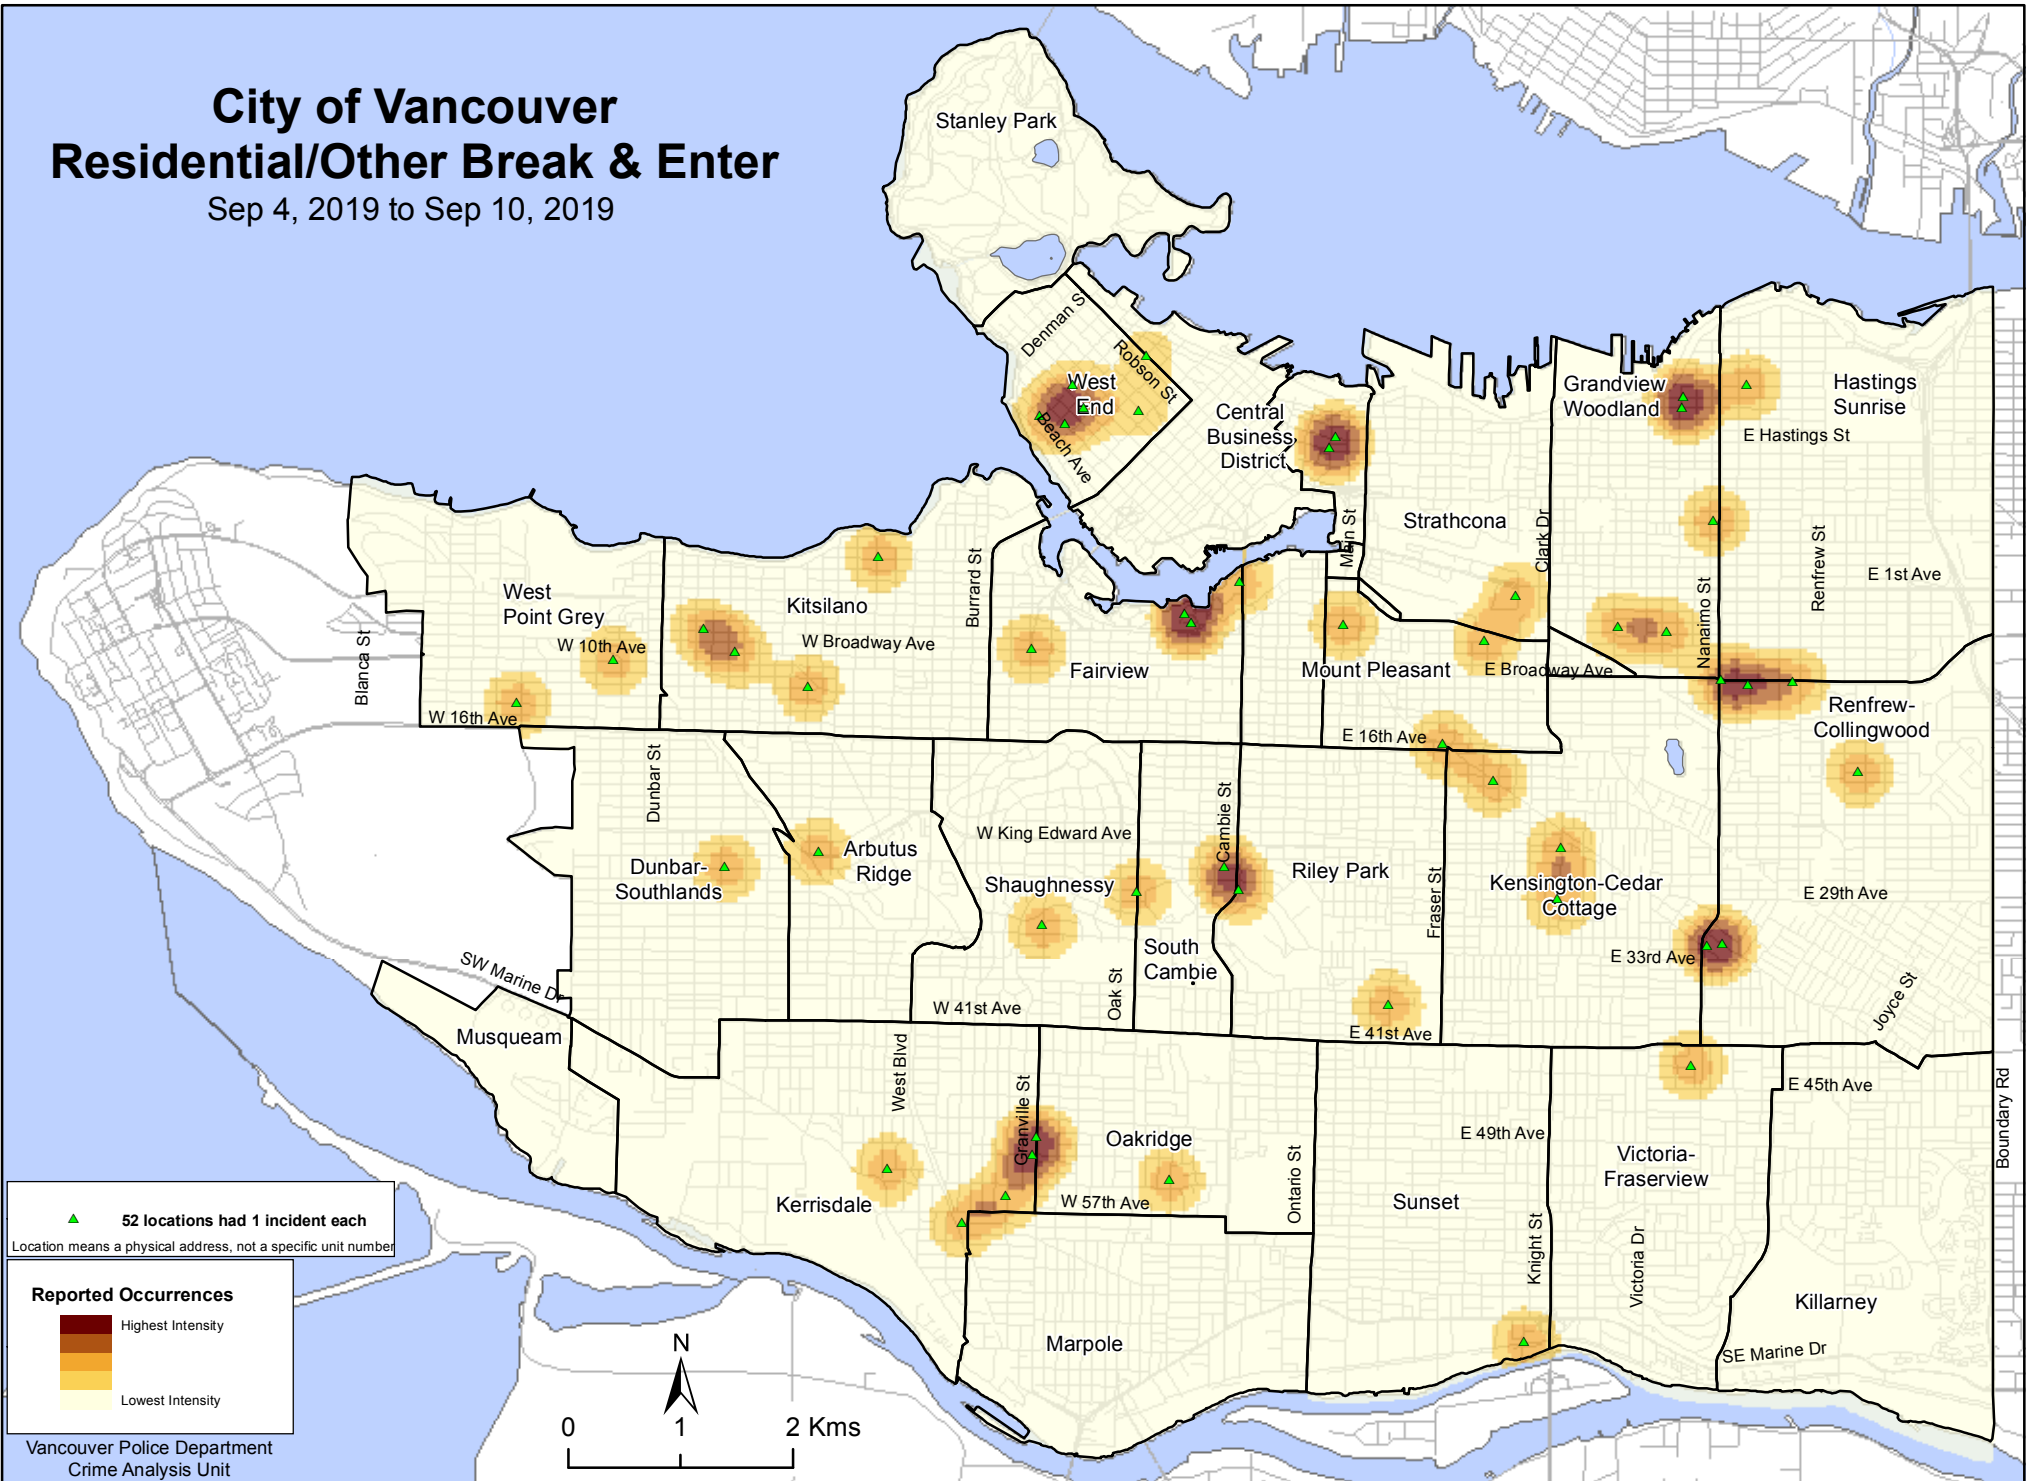 City of Vancouver
Residential/Other Break & Enter
Sep 4, 2019 to Sep 10, 2019
Stanley Park
Denman S
Robson St
West
End
Beach Ave
Central
Business
District
Grandview
Woodland
Hastings
Sunrise
E Hastings St
Strathcona
Main St
Clark Dr
Nanaimo St
Renfrew St
E 1st Ave
West
Point Grey
Kitsilano
Burrard St
W 10th Ave
W Broadway Ave
Blanca St
Fairview
Mount Pleasant
E Broadway Ave
Renfrew-
Collingwood
W 16th Ave
E 16th Ave
Dunbar St
Cambie St
W King Edward Ave
Arbutus
Ridge
Dunbar-
Southlands
Shaughnessy
Riley Park
Fraser St
Kensington-Cedar
Cottage
E 29th Ave
South
Cambie
E 33rd Ave
SW Marine Dr
Oak St
Joyce St
W 41st Ave
E 41st Ave
Musqueam
West Blvd
Granville St
E 45th Ave
Boundary Rd
Oakridge
E 49th Ave
Victoria-
Fraserview
Ontario St
Kerrisdale
W 57th Ave
Sunset
Knight St
Victoria Dr
Killarney
Marpole
SE Marine Dr
52 locations had 1 incident each
Location means a physical address, not a specific unit number
Reported Occurrences
Highest Intensity
Lowest Intensity
N
0 1 2 Kms
Vancouver Police Department
Crime Analysis Unit